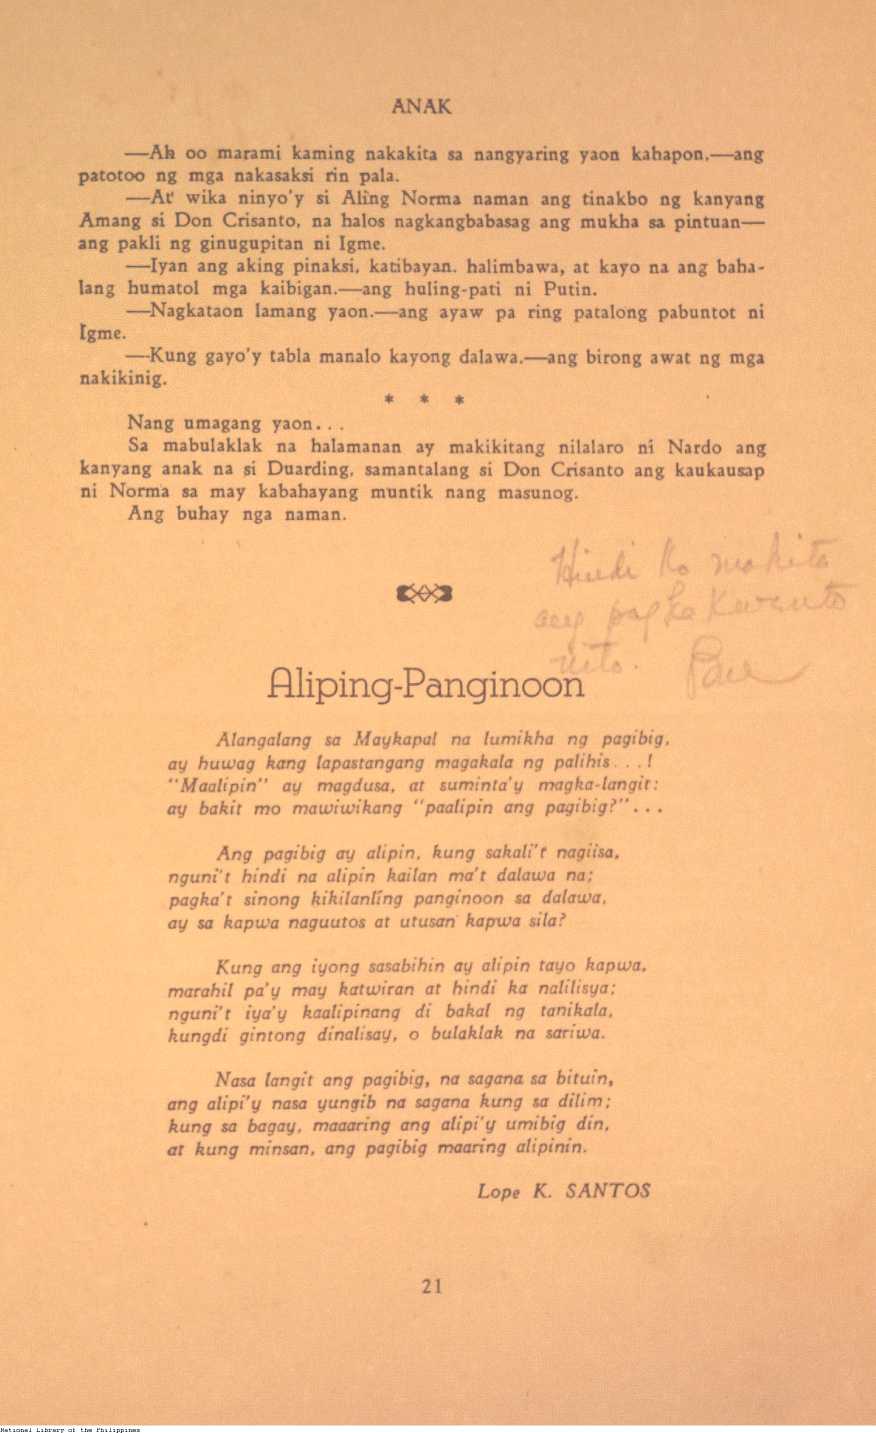 ANAK
—Ah oo marami kaming nakakita sa nangyaring yaon kahapon.—ang
patotoo ng mga nakasaksi rin pala.
—At' wika ninyo'y si Aling Norma naman ang tinakbo ng kanyang
Amang si Don Crisanto, na halos nagkangbabasag ang mukha sa pintuan—
ang pakli ng ginugupitan ni Igme.
—Iyan ang aking pinaksi, katibayan. halimbawa, at kayo na ang baha-
lang humatol mga kaibigan.—ang huling-pati ni Putin.
—Nagkataon lamang yaon.—ang ayaw pa ring patalong pabuntot ni
Igme.
—Kung gayo'y tabla manalo kayong dalawa.—ang birong awat ng mga
nakikinig.
* * *
Nang umagang yaon...
Sa mabulaklak na halamanan ay makikitang nilalaro ni Nardo ang
kanyang anak na si Duarding, samantalang si Don Crisanto ang kaukausap
ni Norma sa may kabahayang muntik nang masunog.
Ang buhay nga naman.
Hindi ko makita
ang pagka Kwento
nito.
Aliping-Panginoon
Alangalang sa Maykapal na lumikha ng pagibig,
ay huwag kang lapastangang magakala ng palihis...!
"Maalipin" ay magdusa, at suminta'y magka-langit:
ay bakit mo mawiwikang "paalipin ang pagibig?"...
Ang pagibig ay alipin, kung sakali't nagiisa,
nguni't hindi na alipin kailan ma't dalawa na;
pagka't sinong kikilanling panginoon sa dalawa,
ay sa kapwa naguutos at utusan kapwa sila?
Kung ang iyong sasabihin ay alipin tayo kapwa,
marahil pa'y may katwiran at hindi ka nalilisya;
nguni't iya'y kaalipinang di bakal ng tanikala,
kungdi gintong dinalisay, o bulaklak na sariwa.
Nasa langit ang pagibig, na sagana sa bituin,
ang alipi'y nasa yungib na sagana kung sa dilim;
kung sa bagay, maaaring ang alipi'y umibig din,
at kung minsan, ang pagibig maaring alipinin.
Lope K. SANTOS
21
National Library of the Philippines